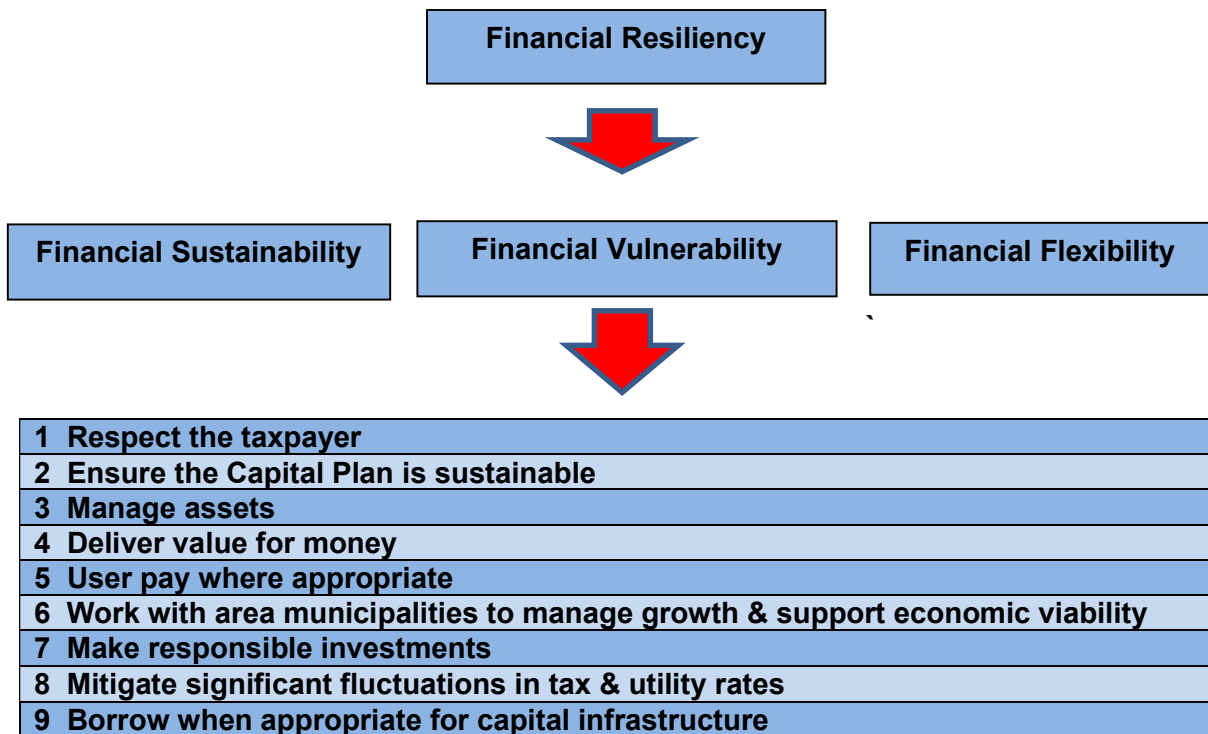 Financial Resiliency
Financial Sustainability
Financial Vulnerability
Financial Flexibility
`
1 Respect the taxpayer
2 Ensure the Capital Plan is sustainable
3 Manage assets
4 Deliver value for money
5 User pay where appropriate
6 Work with area municipalities to manage growth & support economic viability
7 Make responsible investments
8 Mitigate significant fluctuations in tax & utility rates
9 Borrow when appropriate for capital infrastructure